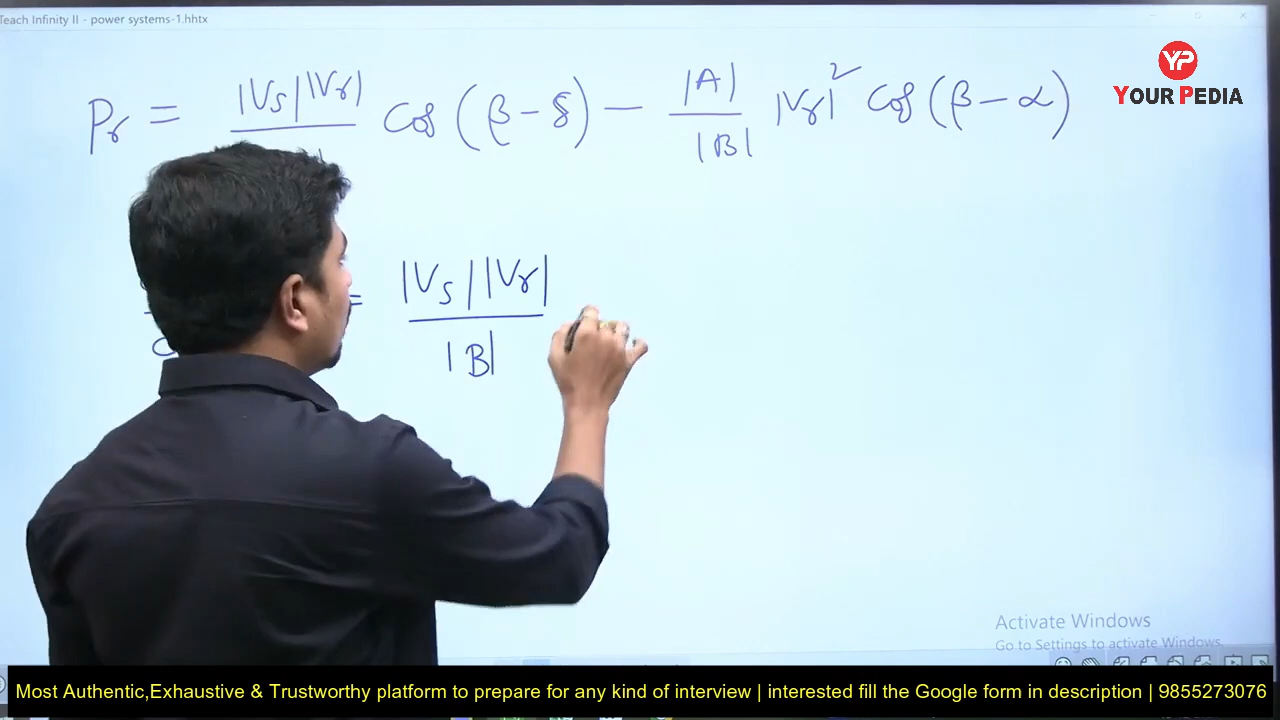 Teach Infinity II - power systems-1.hhtx
YP
YOUR PEDIA
Pr = |Vs||Vr| cos (β - δ) - |A| / |B| |Vr|² cos (β - α)
= |Vs||Vr| / |B|
Activate Windows
Go to Settings to activate Windows.
Most Authentic,Exhaustive & Trustworthy platform to prepare for any kind of interview | interested fill the Google form in description | 9855273076